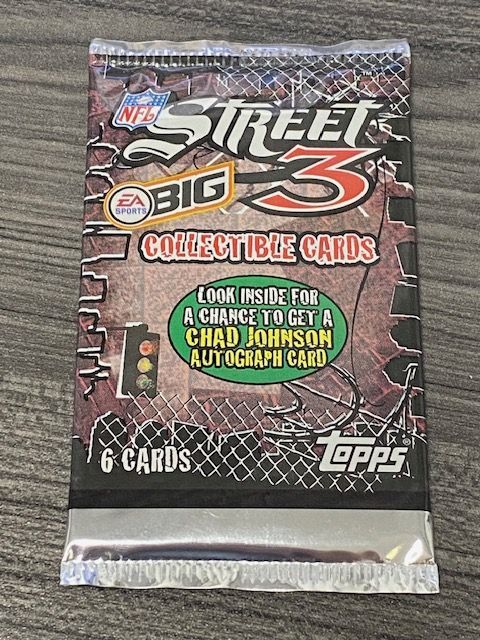 NFL
STREET
™
EA
SPORTS
BIG
3
COLLECTIBLE CARDS
LOOK INSIDE FOR
A CHANCE TO GET A
CHAD JOHNSON
AUTOGRAPH CARD
6 CARDS
topps®